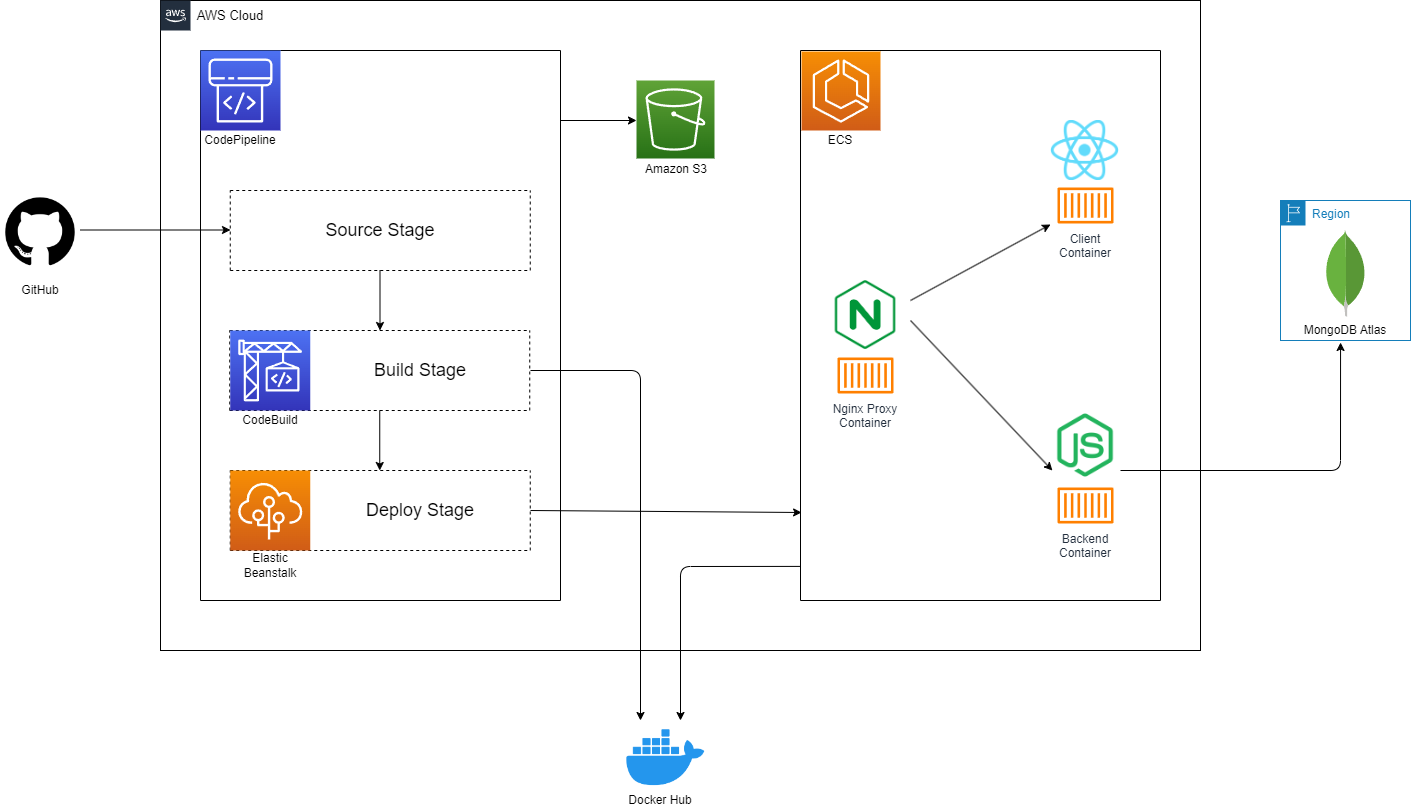 aws
AWS Cloud
CodePipeline
Amazon S3
ECS
GitHub
Source Stage
Client
Container
Region
MongoDB Atlas
Build Stage
CodeBuild
Nginx Proxy
Container
JS
Deploy Stage
Elastic
Beanstalk
Backend
Container
Docker Hub